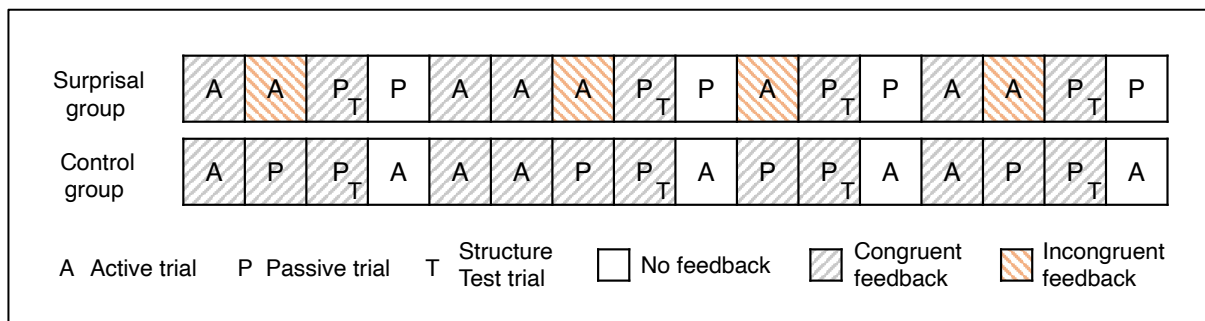 Surprisal
group
A A P T P A A A P T P A P T P A A P T P
Control
group
A P P T A A A P P T A P P T A A P P T A
A Active trial P Passive trial T Structure
Test trial No feedback Congruent
feedback Incongruent
feedback